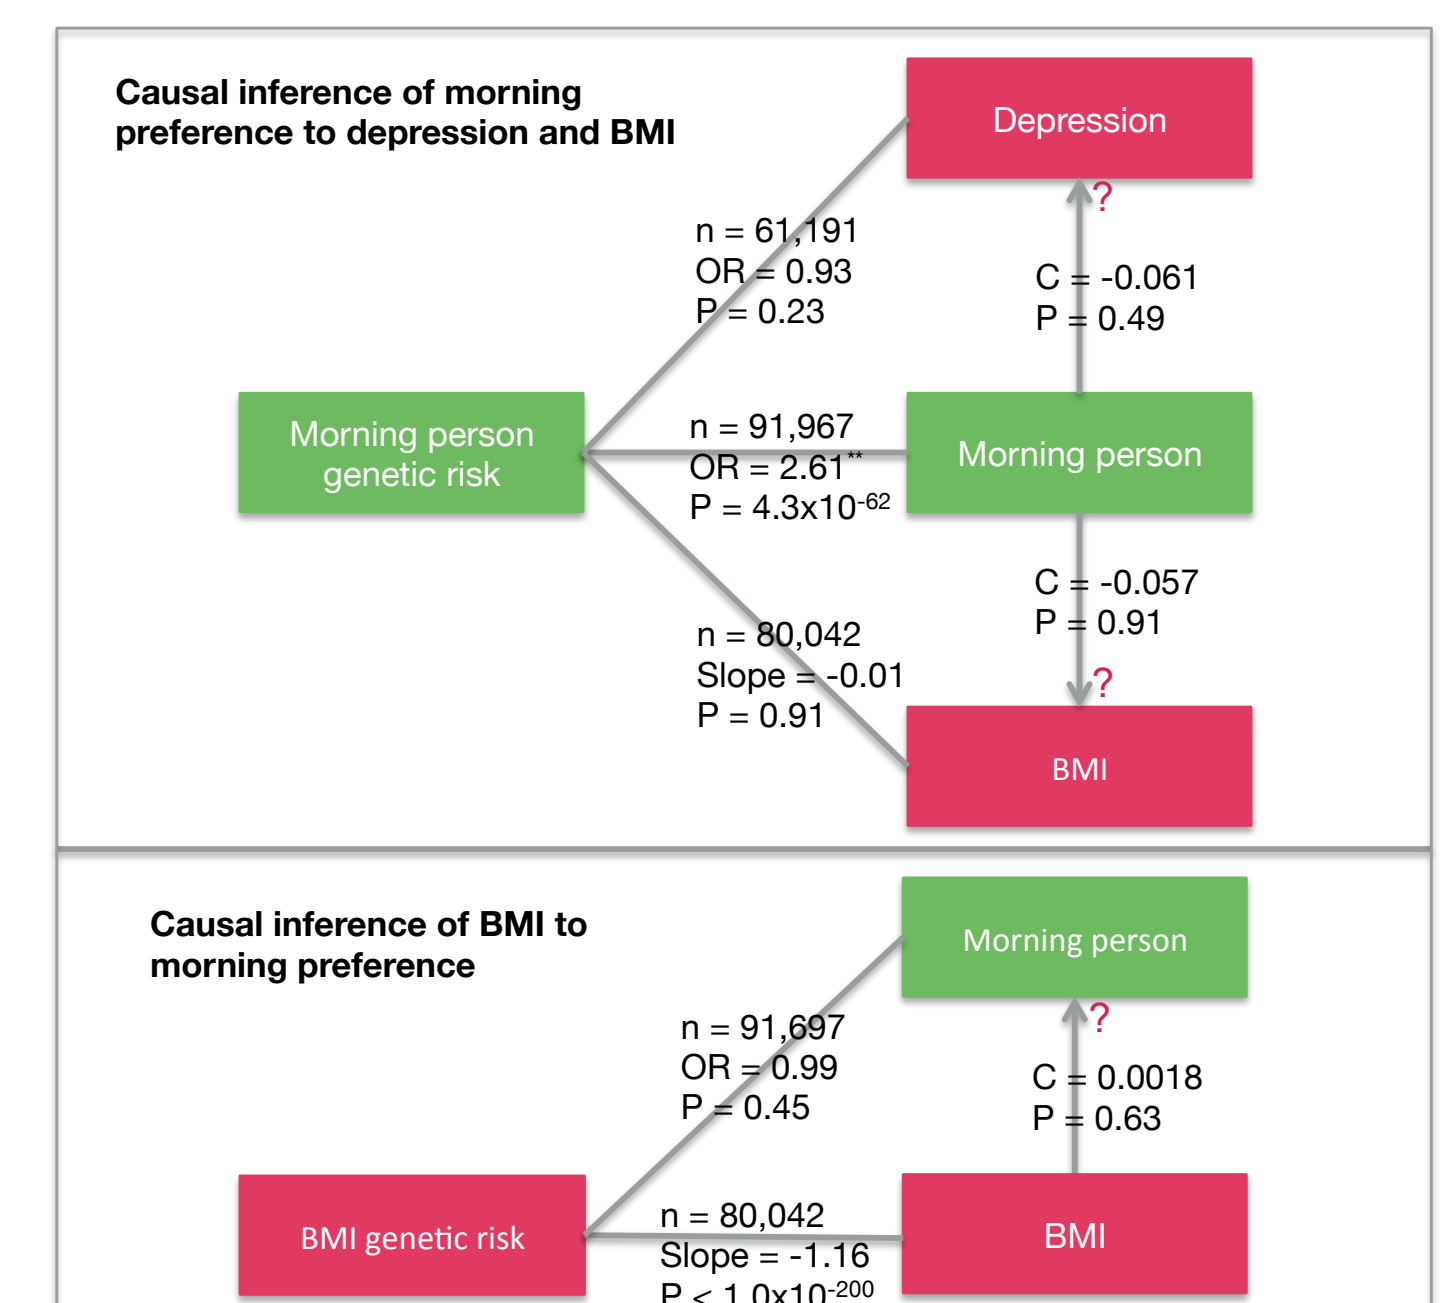 Causal inference of morning
preference to depression and BMI
Depression
?
n = 61,191
OR = 0.93
P = 0.23
C = -0.061
P = 0.49
Morning person
genetic risk
n = 91,967
OR = 2.61**
P = 4.3x10⁻⁶²
Morning person
C = -0.057
P = 0.91
n = 80,042
Slope = -0.01
P = 0.91
?
BMI
Causal inference of BMI to
morning preference
Morning person
?
n = 91,697
OR = 0.99
P = 0.45
C = 0.0018
P = 0.63
BMI genetic risk
n = 80,042
Slope = -1.16
P < 1.0x10⁻²⁰⁰
BMI